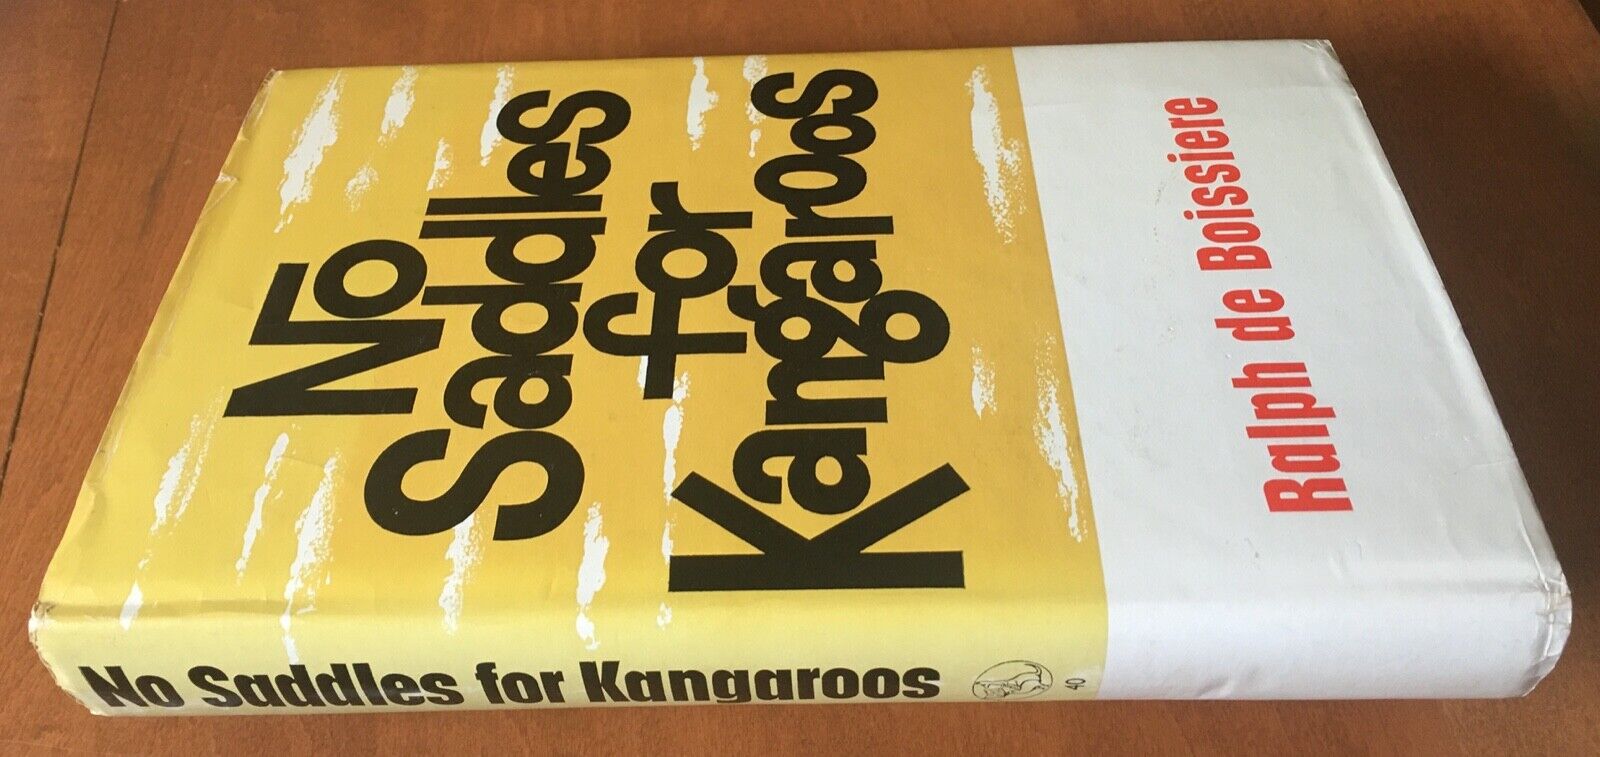 No
Saddles
for
Kangaroos
Ralph de Boissiere
No Saddles for Kangaroos
40